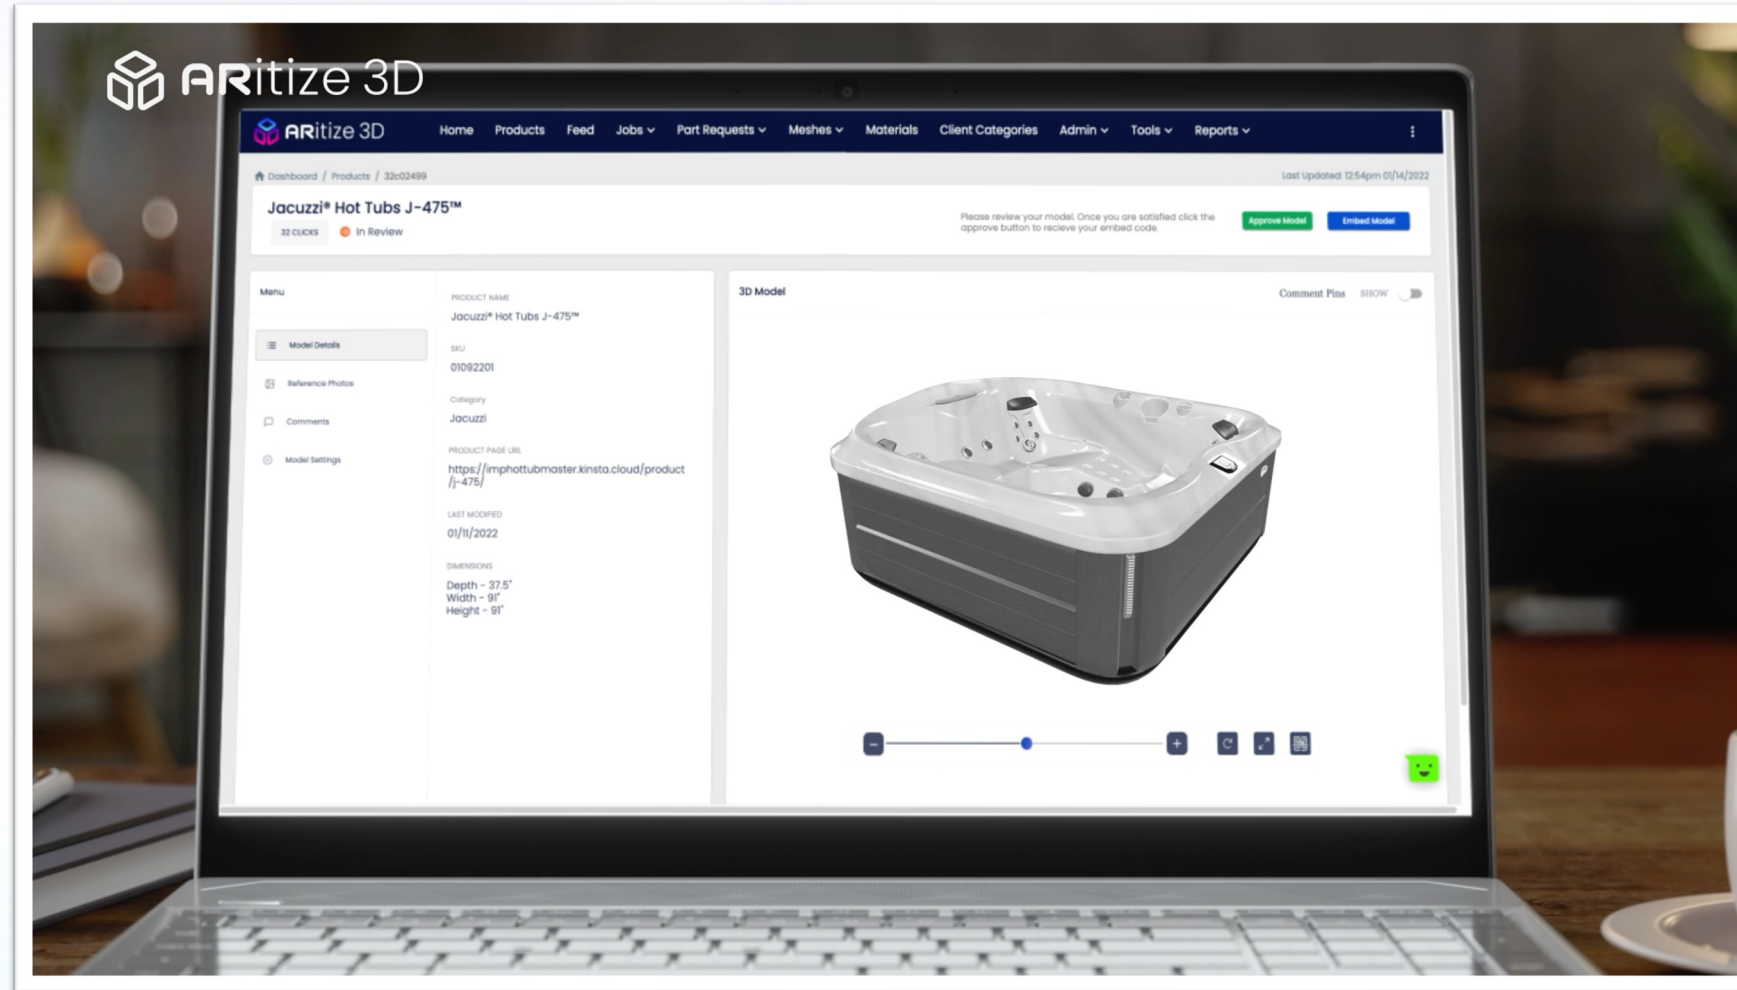 ARitize 3D
ARitize 3D
Home Products Feed Jobs Part Requests Meshes Materials Client Categories Admin Tools Reports
Dashboard / Products / 32c02499
Last Updated: 12:54pm 01/14/2022
Jacuzzi® Hot Tubs J-475™
32 CLICKS In Review
Please review your model. Once you are satisfied click the
approve button to recieve your embed code.
Approve Model
Embed Model
Menu
Model Details
Reference Photos
Comments
Model Settings
PRODUCT NAME
Jacuzzi® Hot Tubs J-475™
SKU
01092201
Category
Jacuzzi
PRODUCT PAGE URL
https://imphottubmaster.kinsta.cloud/product
/j-475/
LAST MODIFIED
01/11/2022
DIMENSIONS
Depth - 37.5"
Width - 91"
Height - 91"
3D Model
Comment Pins SHOW